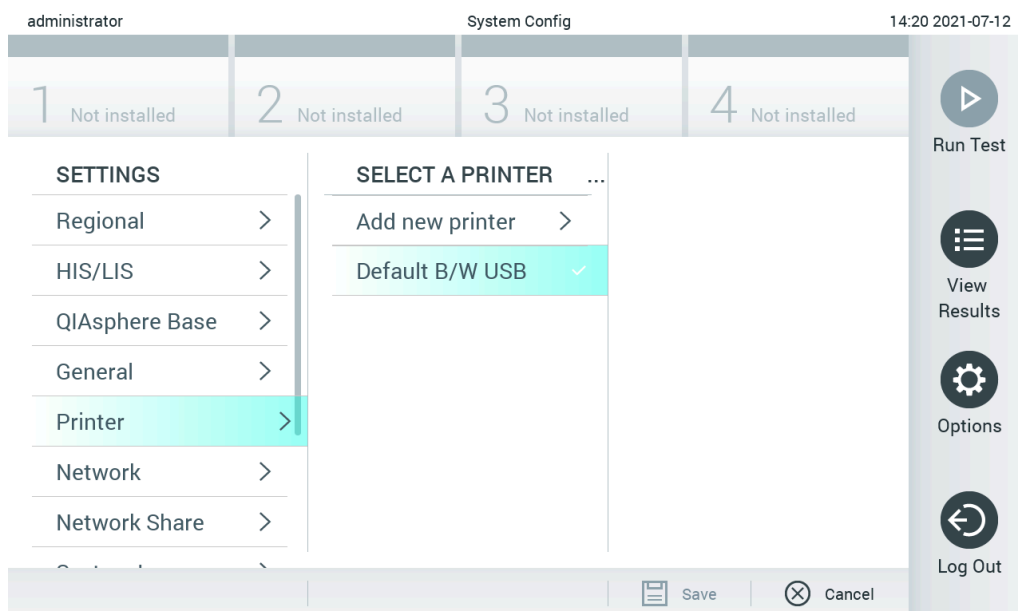 administrator System Config 14:20 2021-07-12
1 Not installed 2 Not installed 3 Not installed 4 Not installed
Run Test
SETTINGS SELECT A PRINTER ...
Regional Add new printer
HIS/LIS Default B/W USB
View
Results
QIAsphere Base
General
Printer
Options
Network
Network Share
Log Out
Save Cancel